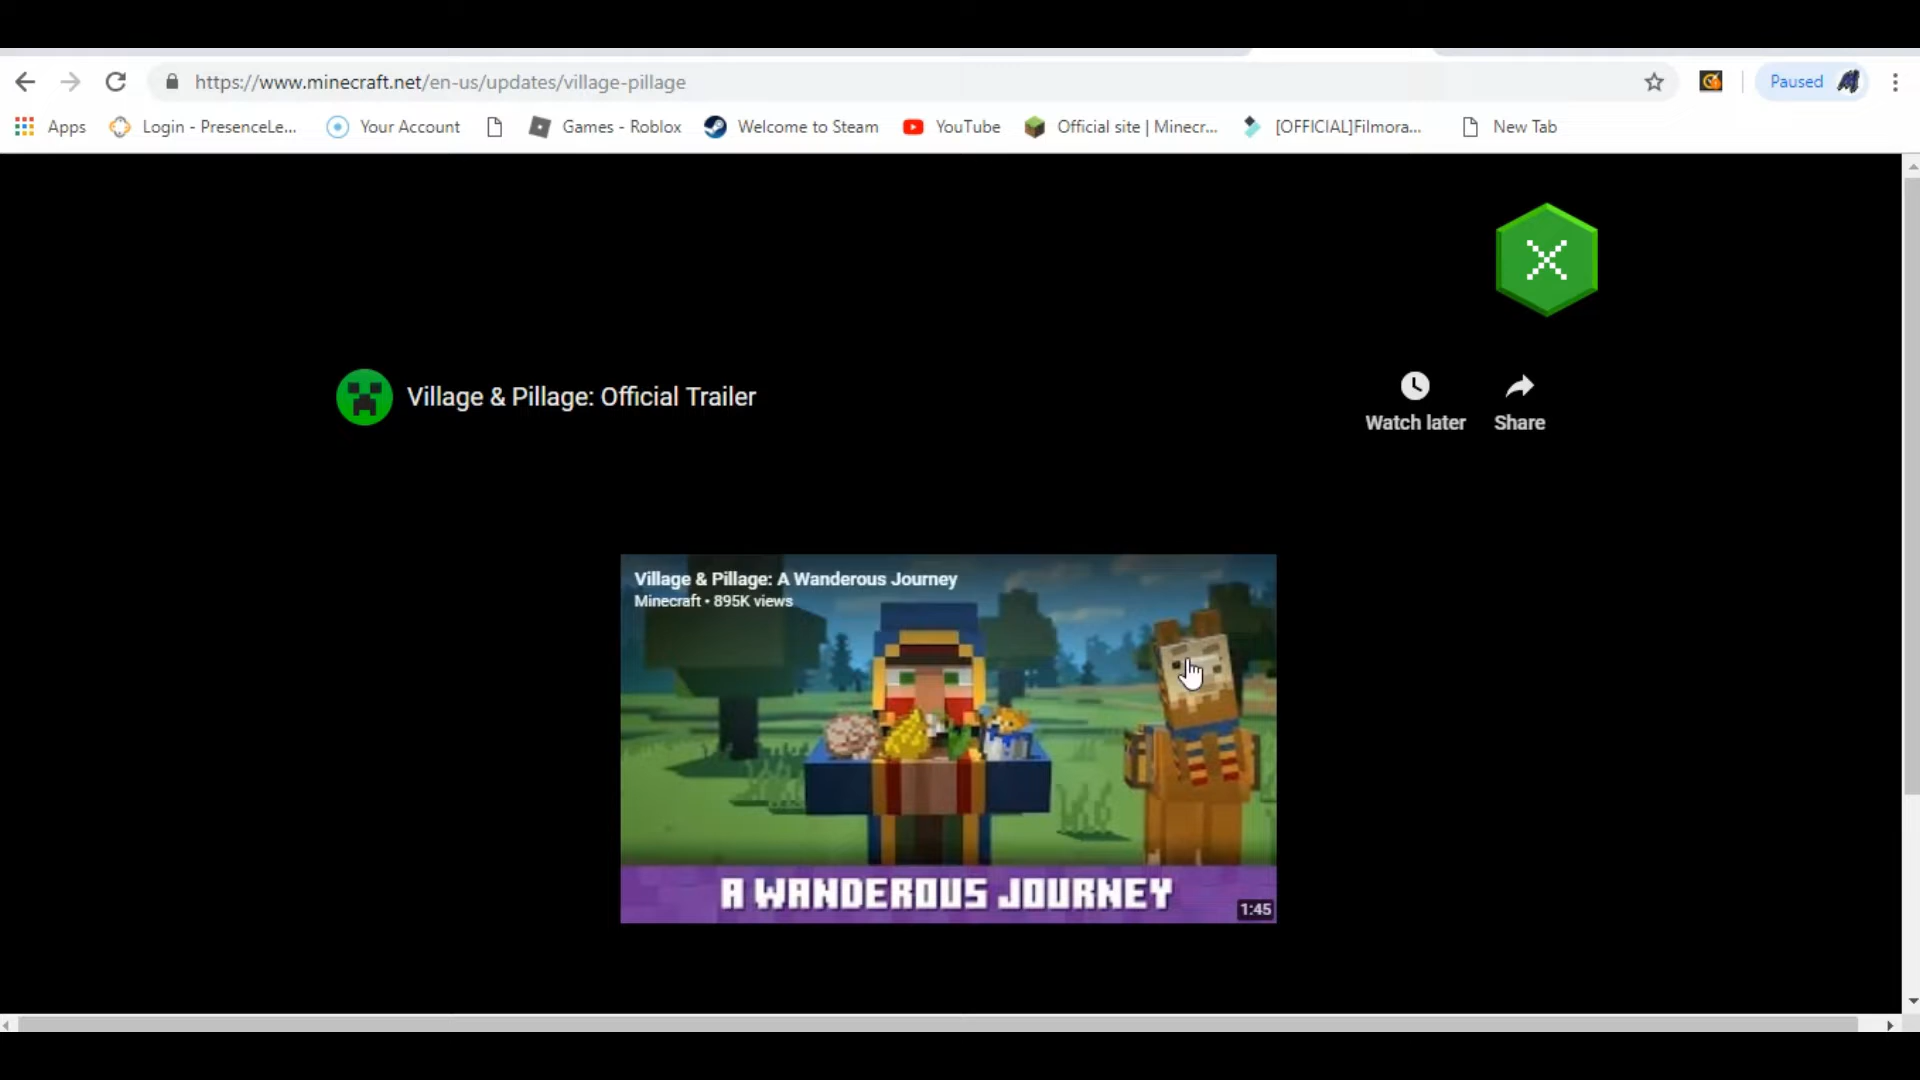 https://www.minecraft.net/en-us/updates/village-pillage
Paused
Apps
Login - PresenceLe...
Your Account
Games - Roblox
Welcome to Steam
YouTube
Official site | Minecr...
[OFFICIAL]Filmora...
New Tab
Village & Pillage: Official Trailer
Watch later
Share
Village & Pillage: A Wanderous Journey
Minecraft • 895K views
A WANDEROUS JOURNEY
1:45